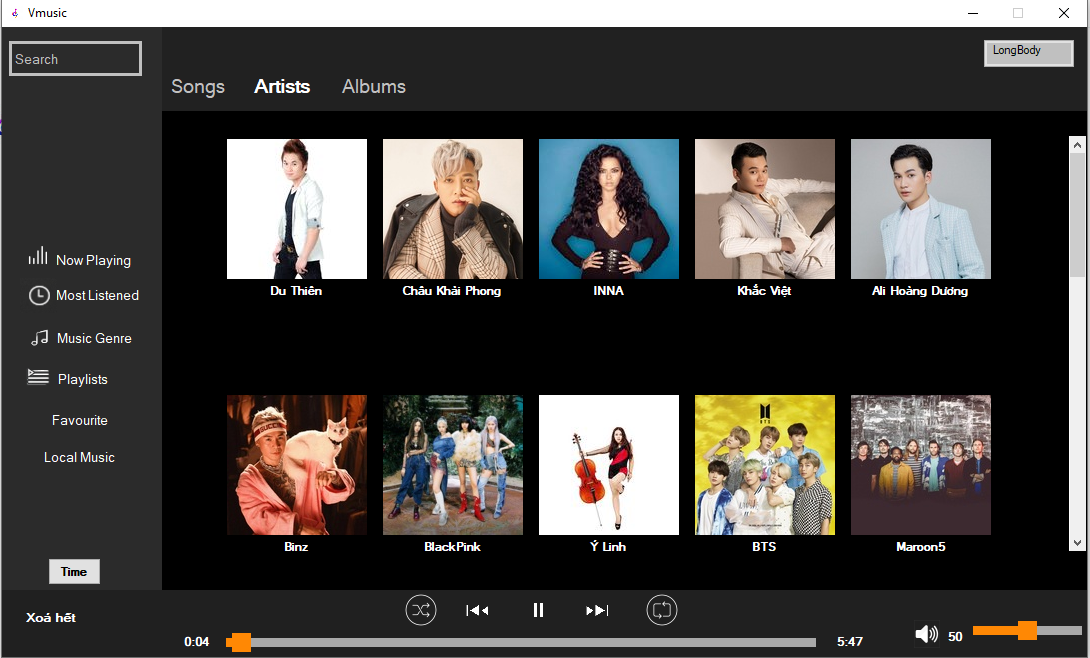 Vmusic
Search
LongBody
Songs Artists Albums
Du Thiên Châu Khải Phong INNA Khắc Việt Ali Hoàng Dương
Now Playing
Most Listened
Music Genre
Playlists
Favourite
Local Music
GUCCI
BTS
Binz BlackPink Ý Linh BTS Maroon5
Time
Xoá hết
0:04 5:47 50